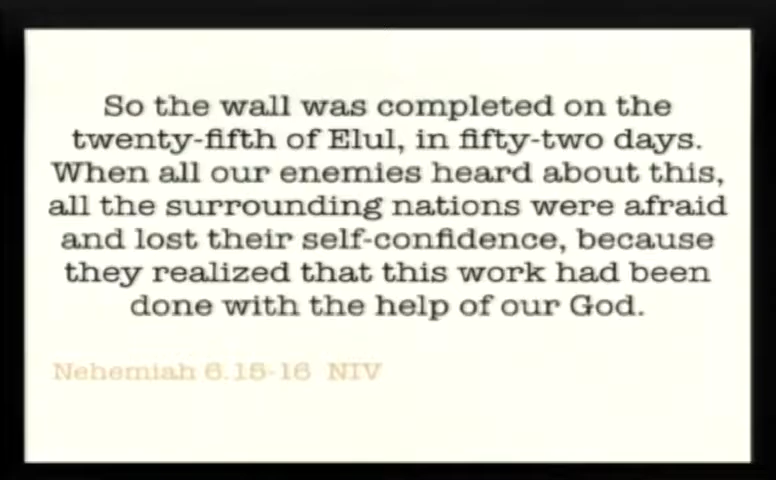 So the wall was completed on the
twenty-fifth of Elul, in fifty-two days.
When all our enemies heard about this,
all the surrounding nations were afraid
and lost their self-confidence, because
they realized that this work had been
done with the help of our God.
Nehemiah 6.15-16 NIV